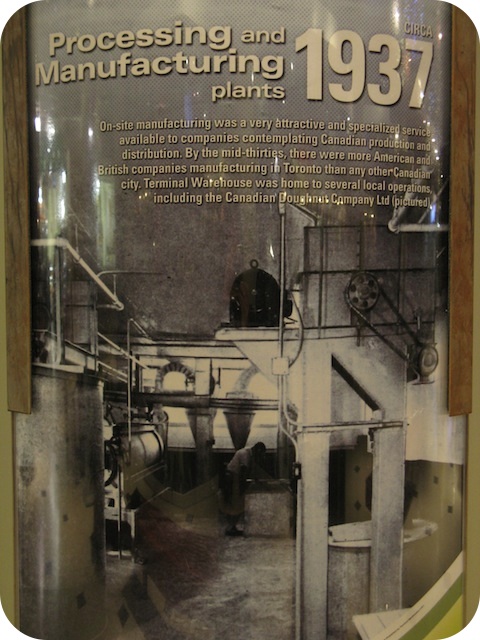 Processing and
Manufacturing
plants
CIRCA
1937
On-site manufacturing was a very attractive and specialized service
available to companies contemplating Canadian production and
distribution. By the mid-thirties, there were more American and
British companies manufacturing in Toronto than any other Canadian
city. Terminal Warehouse was home to several local operations,
including the Canadian Doughnut Company Ltd (pictured)